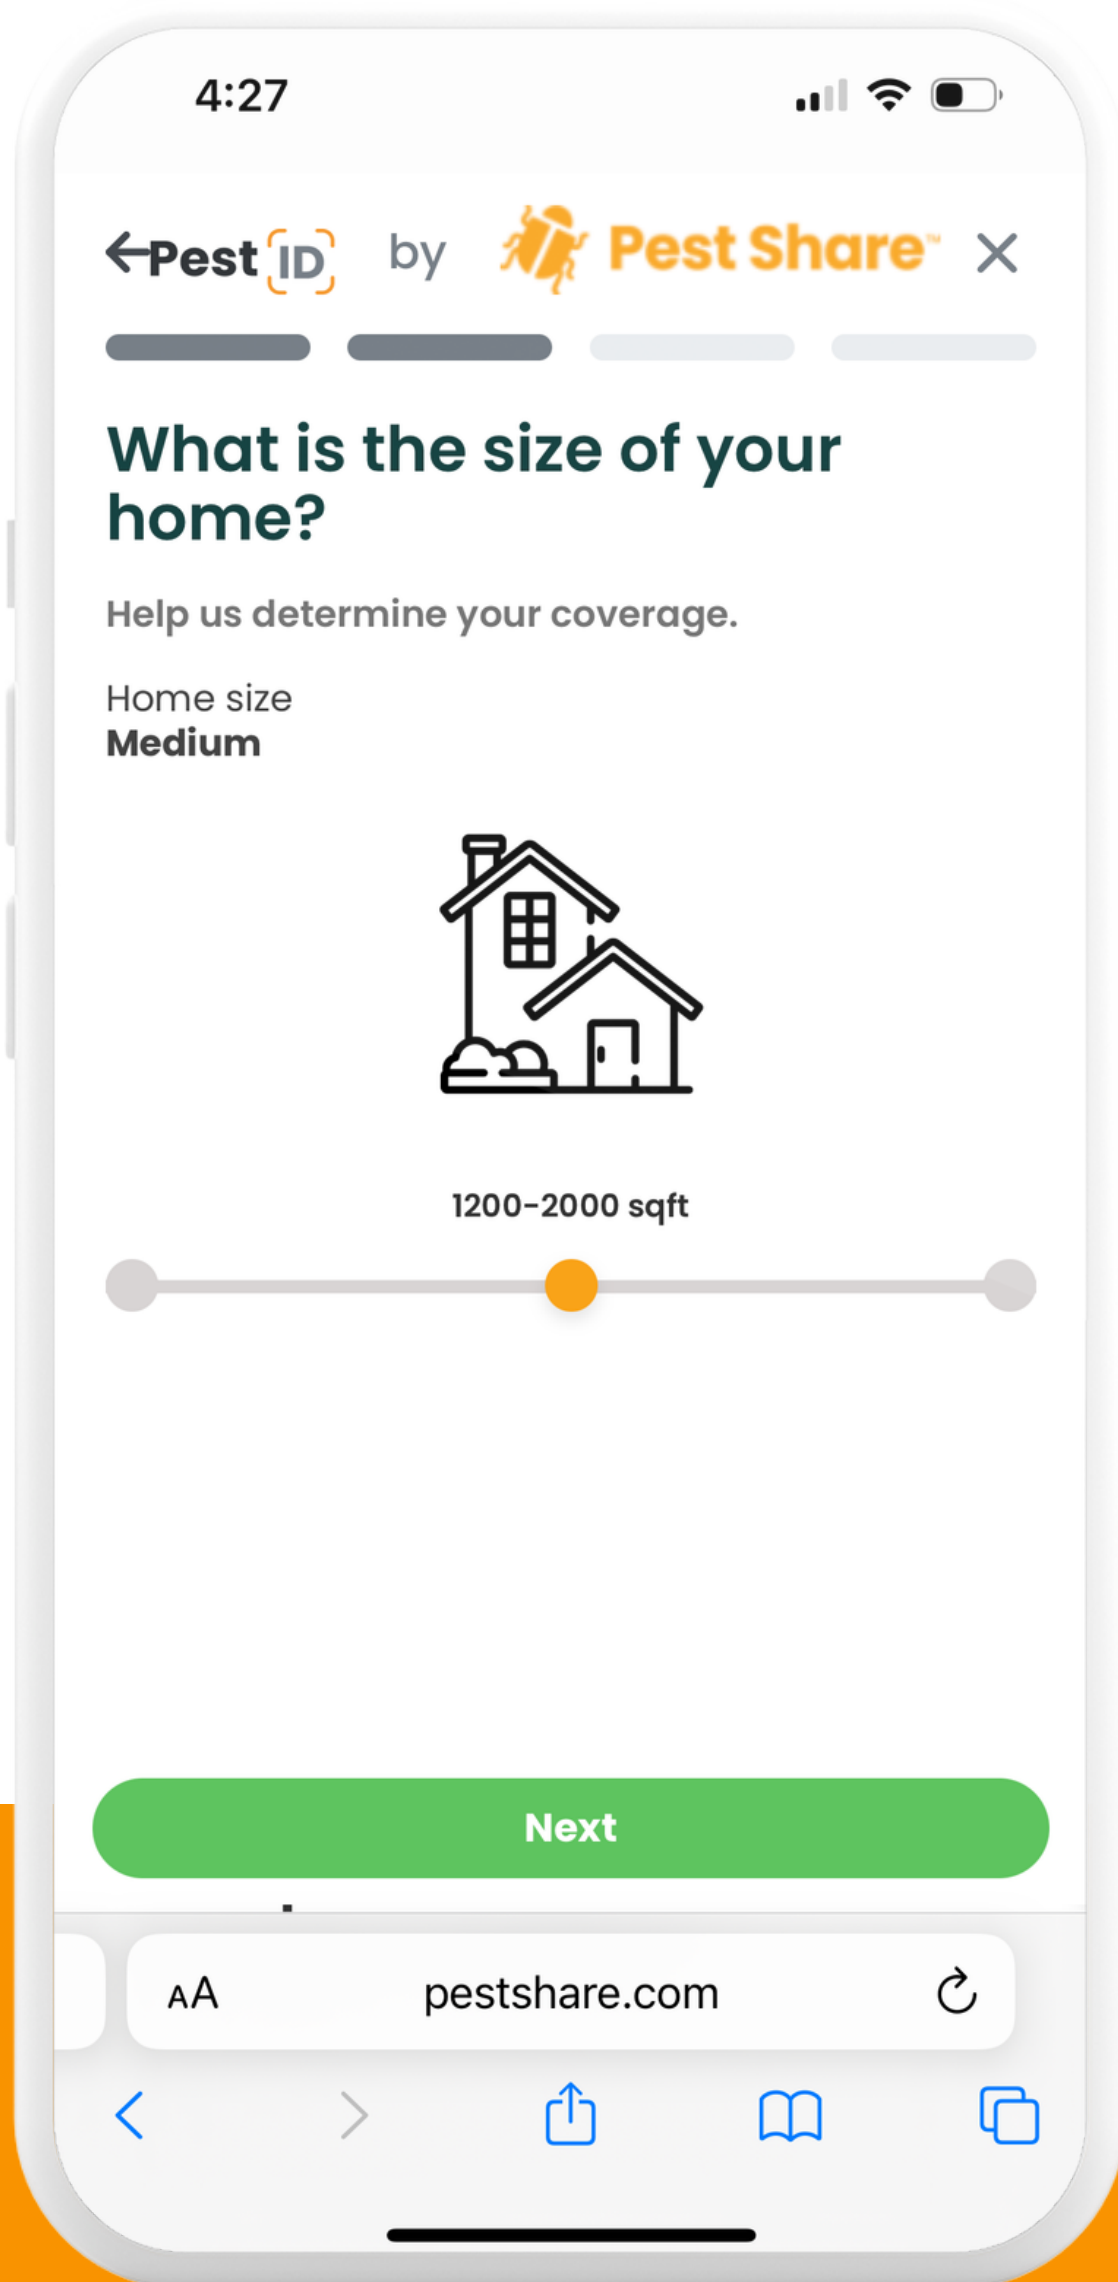 4:27
Pest ID by Pest Share™
What is the size of your
home?
Help us determine your coverage.
Home size
Medium
1200-2000 sqft
Next
AA pestshare.com